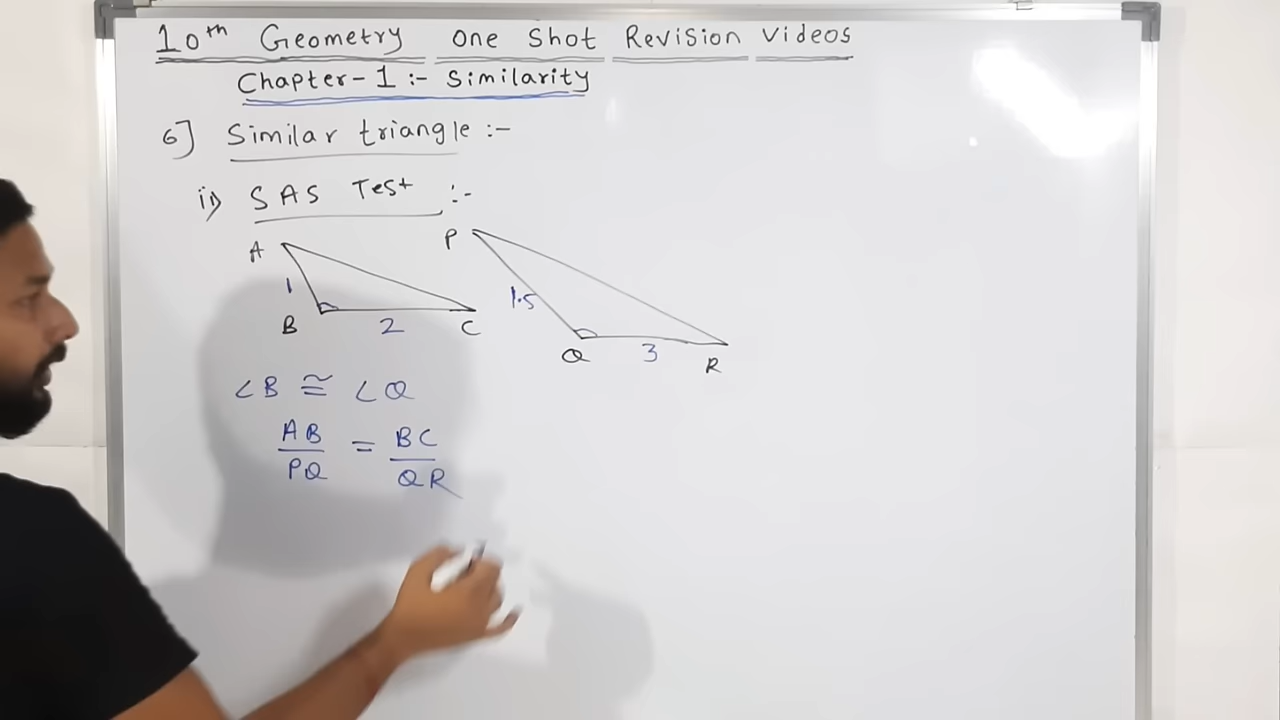 10th Geometry one shot Revision videos
Chapter-1 :- Similarity
6] Similar triangle :-
ii) SAS Test :-
A
P
1
1.5
B
2
C
Q
3
R
∠B ≅ ∠Q
AB/PQ = BC/QR